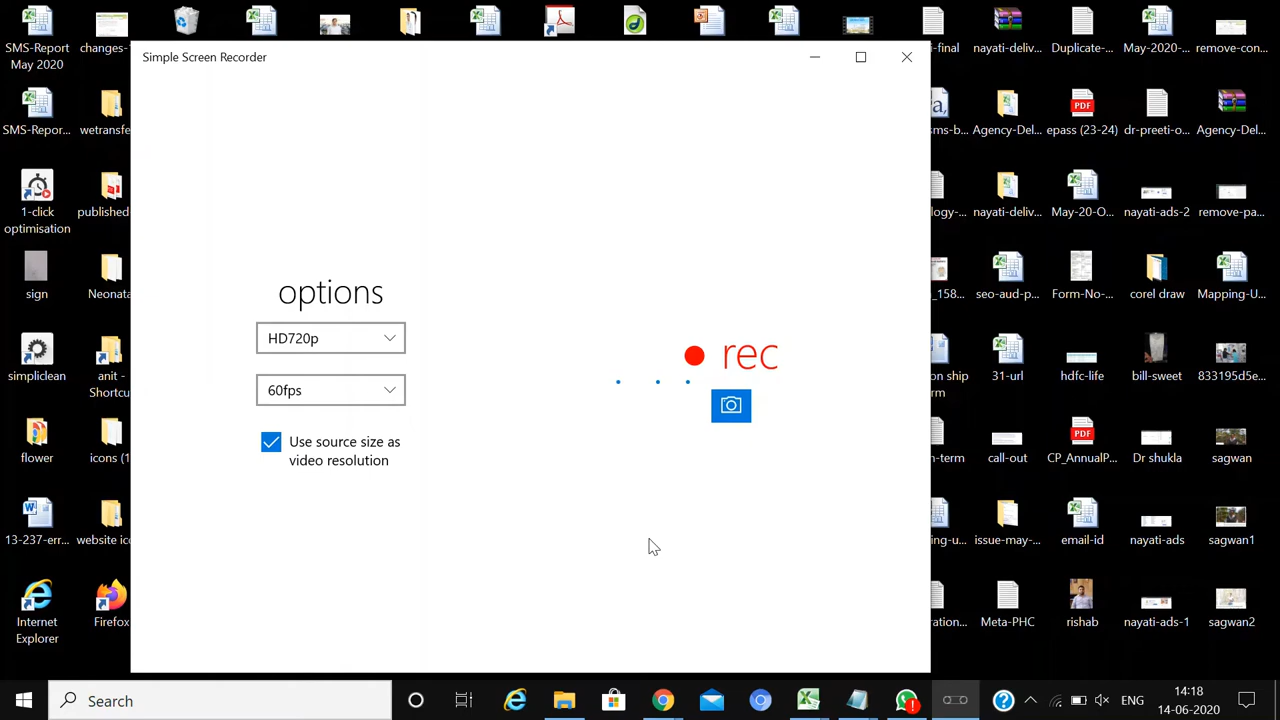 SMS-Report
May 2020
changes-
-final
nayati-deliv...
Duplicate-...
May-2020-...
remove-con...
Simple Screen Recorder
SMS-Repor...
wetransfe
sms-b...
Agency-Del...
epass (23-24)
dr-preeti-o...
Agency-Del...
1-click
optimisation
published
ology-...
nayati-deliv...
May-20-O...
nayati-ads-2
remove-pa...
sign
Neonata
_158...
seo-aud-p...
Form-No-...
corel draw
Mapping-U...
options
HD720p
60fps
Use source size as
video resolution
rec
simpliclean
anit -
Shortcu
31-url
hdfc-life
bill-sweet
833195d5e...
flower
icons (1
n-term
call-out
CP_AnnualP...
Dr shukla
sagwan
13-237-err...
website ic
issue-may-...
email-id
nayati-ads
sagwan1
Internet
Explorer
Firefox
Meta-PHC
rishab
nayati-ads-1
sagwan2
Search
ENG
14:18
14-06-2020